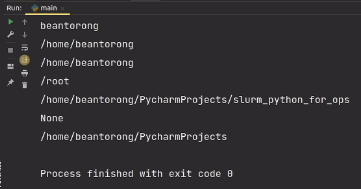 Run: main
beantorong
/home/beantorong
/home/beantorong
/root
/home/beantorong/PycharmProjects/slurm_python_for_ops
None
/home/beantorong/PycharmProjects
Process finished with exit code 0